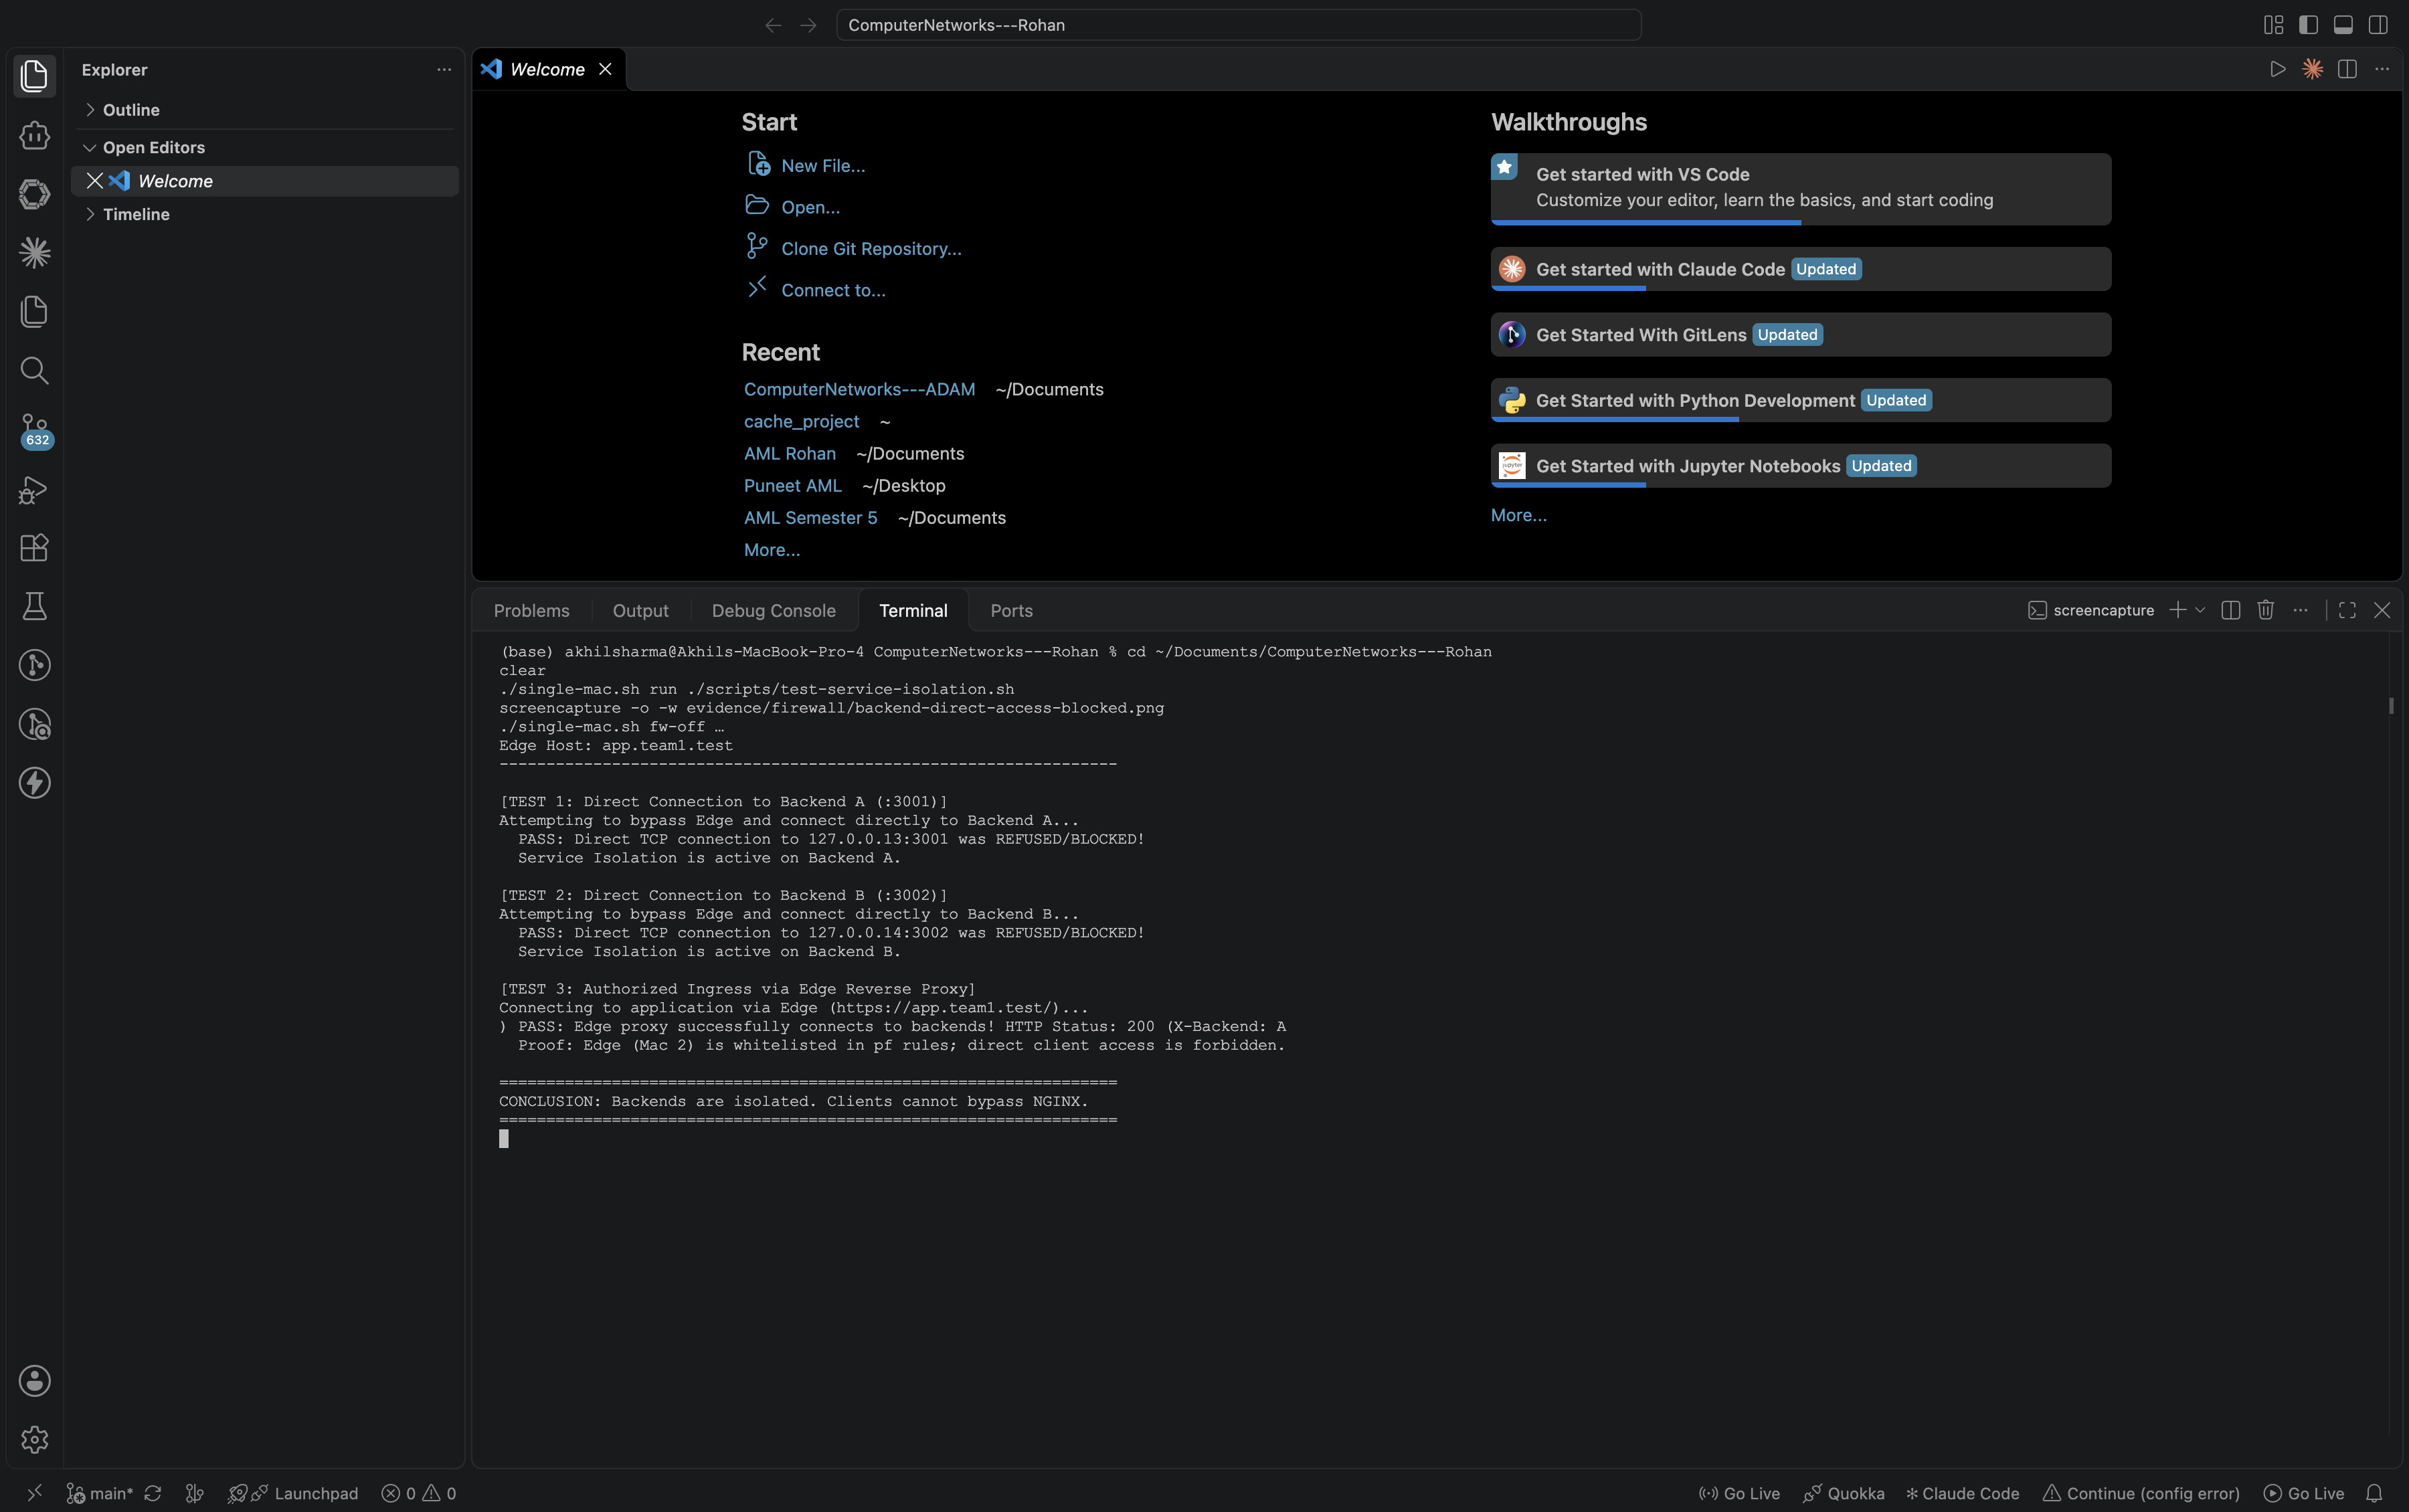 ComputerNetworks---Rohan
Explorer
Outline
Open Editors
Welcome
Timeline
632
Welcome
Start
New File...
Open...
Clone Git Repository...
Connect to...
Recent
ComputerNetworks---ADAM ~/Documents
cache_project ~
AML Rohan ~/Documents
Puneet AML ~/Desktop
AML Semester 5 ~/Documents
More...
Walkthroughs
Get started with VS Code
Customize your editor, learn the basics, and start coding
Get started with Claude Code Updated
Get Started With GitLens Updated
Get Started with Python Development Updated
jupyter
Get Started with Jupyter Notebooks Updated
More...
Problems Output Debug Console Terminal Ports
screencapture
(base) akhilsharma@Akhils-MacBook-Pro-4 ComputerNetworks---Rohan % cd ~/Documents/ComputerNetworks---Rohan
clear
./single-mac.sh run ./scripts/test-service-isolation.sh
screencapture -o -w evidence/firewall/backend-direct-access-blocked.png
./single-mac.sh fw-off …
Edge Host: app.team1.test
------------------------------------------------------------------
[TEST 1: Direct Connection to Backend A (:3001)]
Attempting to bypass Edge and connect directly to Backend A...
PASS: Direct TCP connection to 127.0.0.13:3001 was REFUSED/BLOCKED!
Service Isolation is active on Backend A.
[TEST 2: Direct Connection to Backend B (:3002)]
Attempting to bypass Edge and connect directly to Backend B...
PASS: Direct TCP connection to 127.0.0.14:3002 was REFUSED/BLOCKED!
Service Isolation is active on Backend B.
[TEST 3: Authorized Ingress via Edge Reverse Proxy]
Connecting to application via Edge (https://app.team1.test/)...
) PASS: Edge proxy successfully connects to backends! HTTP Status: 200 (X-Backend: A
Proof: Edge (Mac 2) is whitelisted in pf rules; direct client access is forbidden.
==================================================================
CONCLUSION: Backends are isolated. Clients cannot bypass NGINX.
==================================================================
main* Launchpad 0 0 Go Live Quokka Claude Code Continue (config error) Go Live